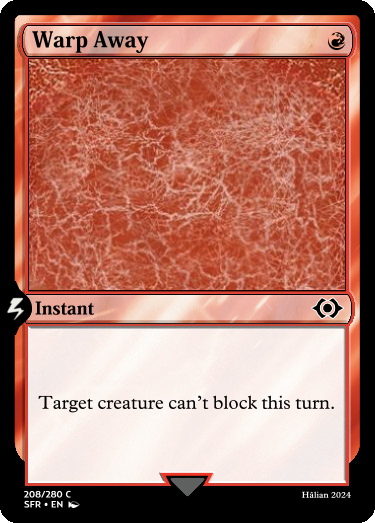 Warp Away
Instant
Target creature can't block this turn.
208/280 C
SFR • EN
Hălian 2024